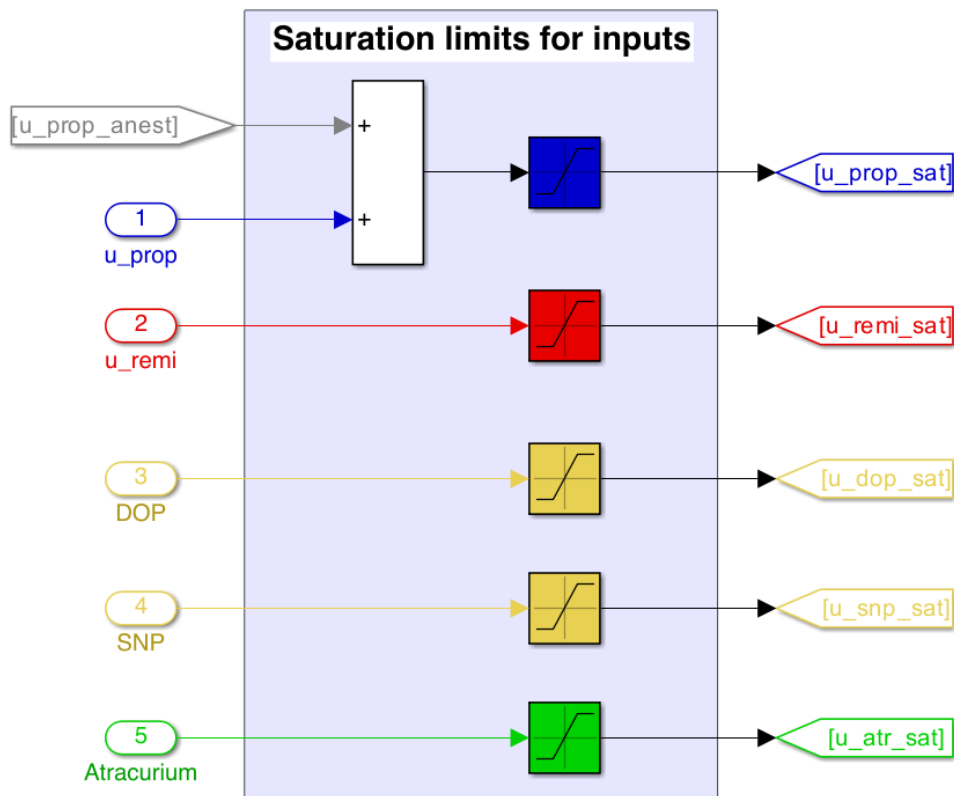 Saturation limits for inputs
[u_prop_anest]
+
[u_prop_sat]
1
+
u_prop
2
[u_remi_sat]
u_remi
3
[u_dop_sat]
DOP
4
[u_snp_sat]
SNP
5
[u_atr_sat]
Atracurium